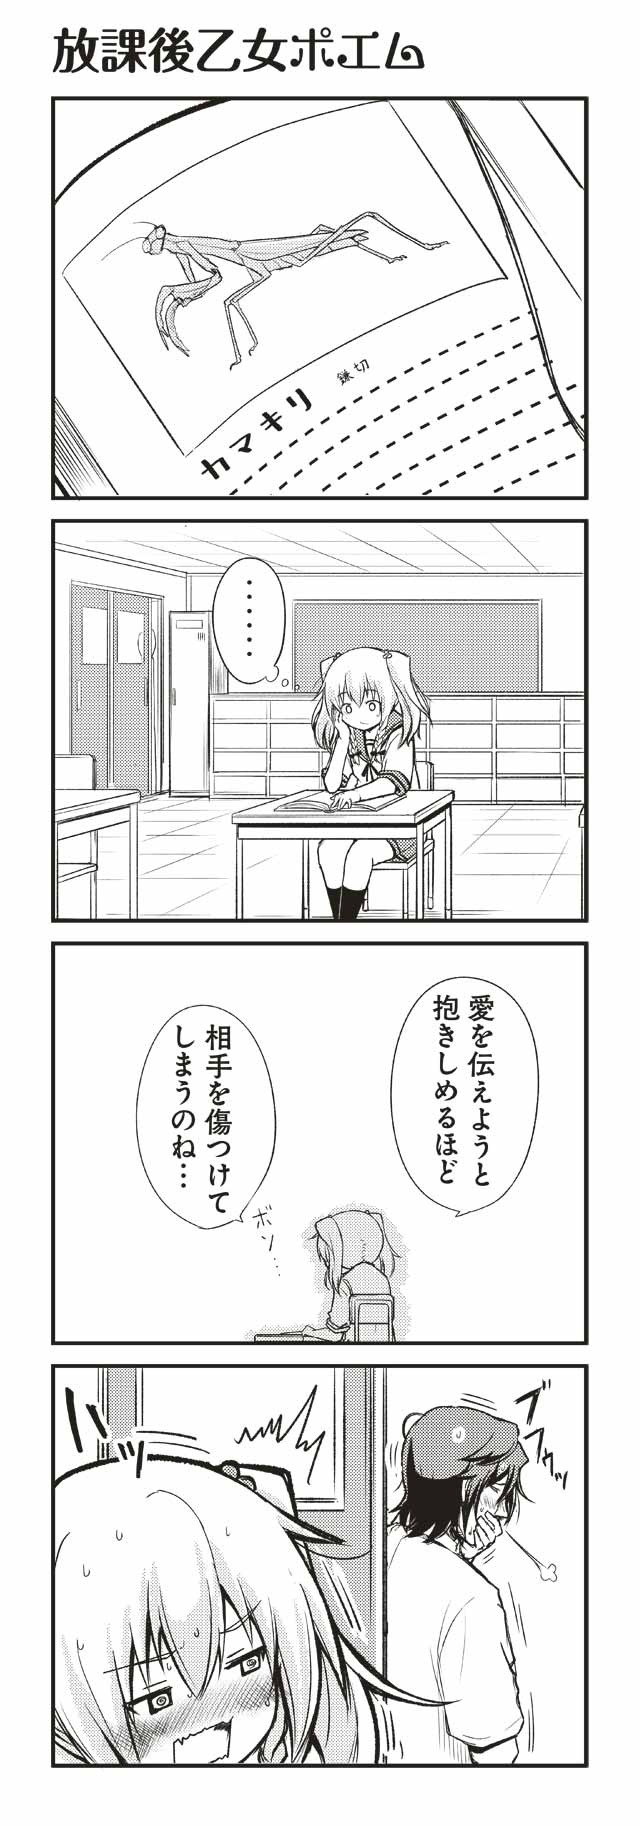 放課後乙女ポエム
カマキリ
鎌切
・・・・・・
愛を伝えようと
抱きしめるほど
相手を傷つけて
しまうのね…
ボソ…
バッ
ブフゥッ